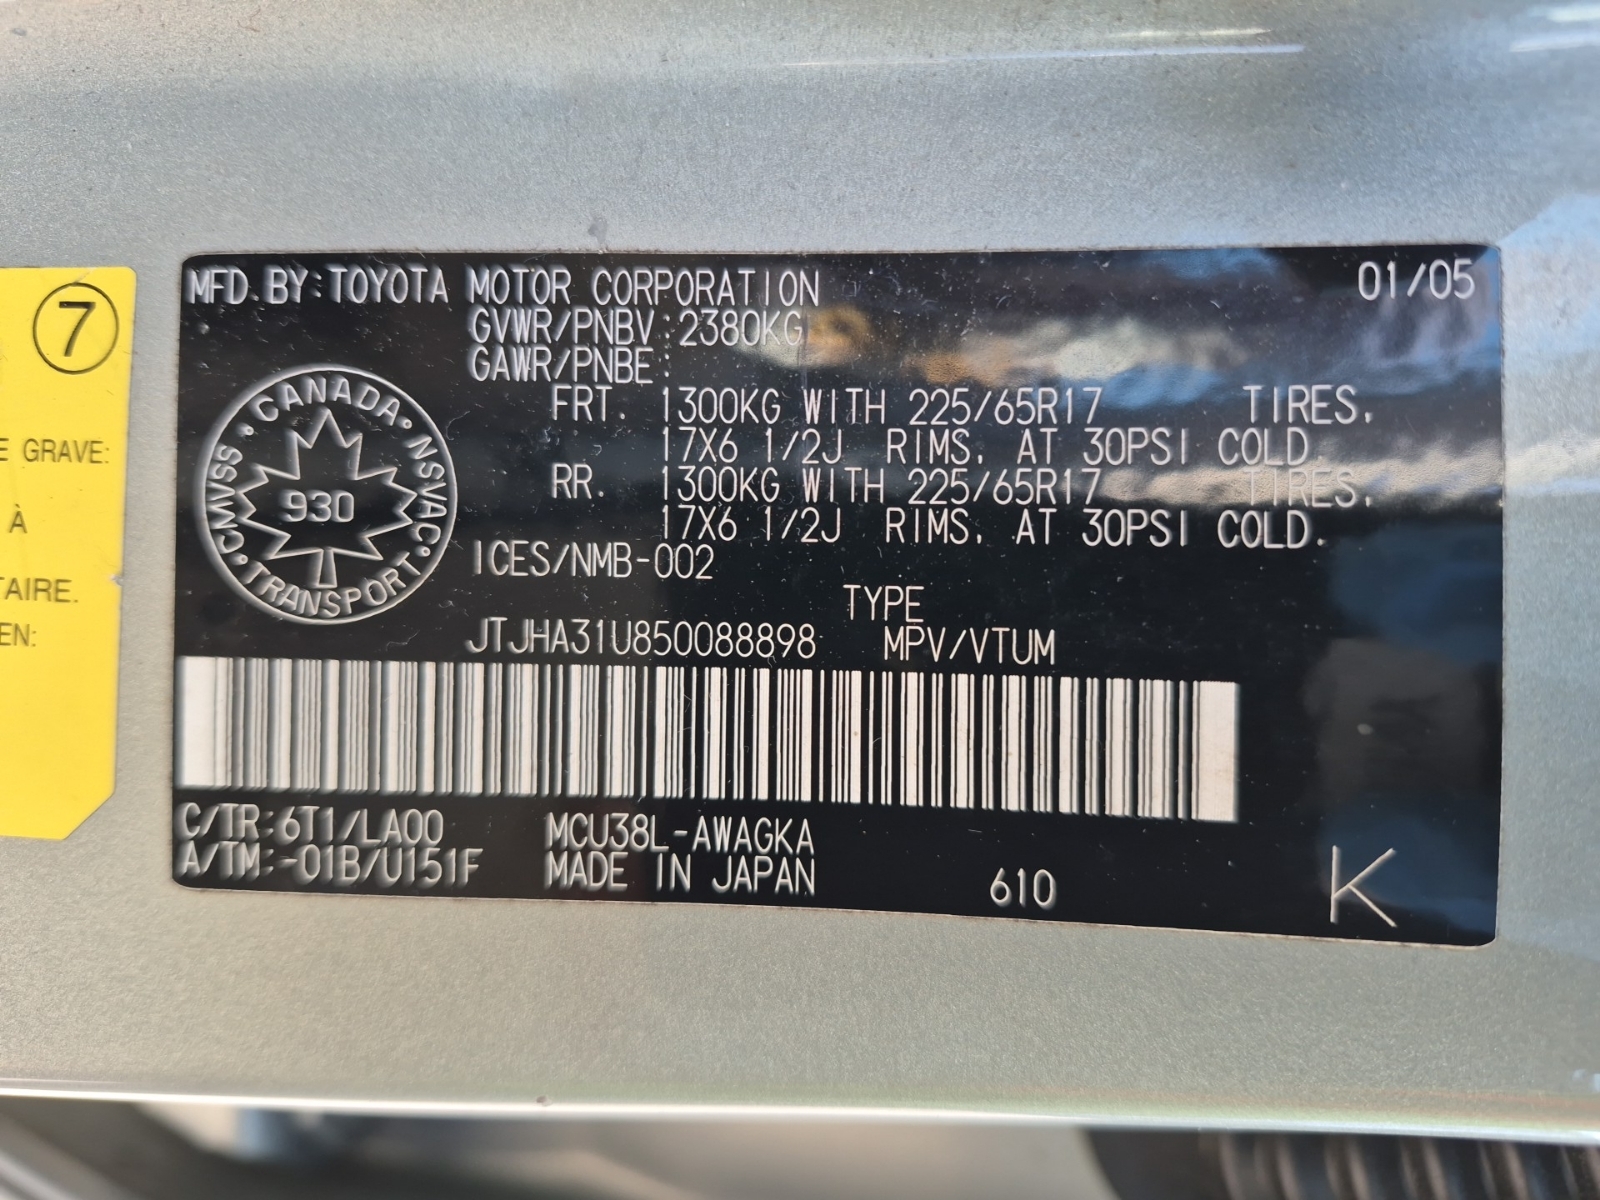 7
E GRAVE:
À
TAIRE.
EN:
MFD.BY:TOYOTA MOTOR CORPORATION 01/05
GVWR/PNBV:2380KG
GAWR/PNBE:
FRT. 1300KG WITH 225/65R17 TIRES,
17X6 1/2J RIMS, AT 30PSI COLD.
RR. 1300KG WITH 225/65R17 TIRES,
17X6 1/2J RIMS, AT 30PSI COLD.
CANADA · NSVAC · TRANSPORT · CMVSS ·
930
ICES/NMB-002
TYPE
JTJHA31U850088898 MPV/VTUM
C/TR:6T1/LA00 MCU38L-AWAGKA
A/TM:-01B/U151F MADE IN JAPAN 610 K